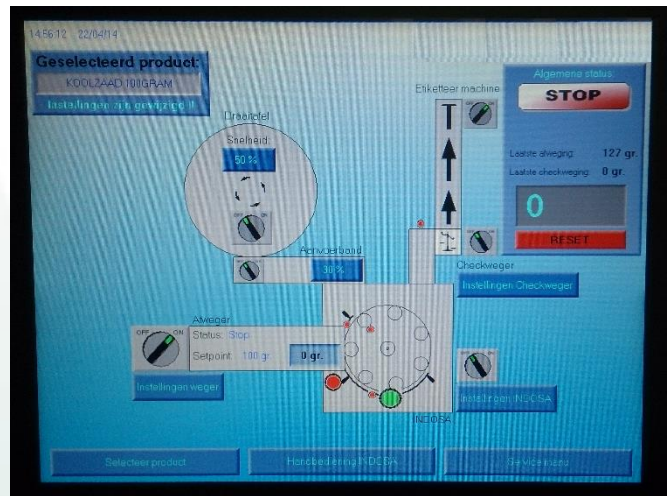 14:56:12 22/04/14
Geselecteerd product:
KOOLZAAD 100GRAM
Instellingen zijn gewijzigd !!
Draaitafel
Snelheid:
50 %
OFF ON
Aanvoerband
30 %
Etiketteer machine
Algemene status:
STOP
Laatste afweging: 127 gr.
Laatste checkweging: 0 gr.
0
RESET
Checkweger
Instellingen Checkweger
Afweger
OFF ON
Status: Stop
Setpoint: 100 gr. 0 gr.
Instellingen weger
Instellingen INDOSA
INDOSA
Selecteer product
Handbediening INDOSA
Service menu